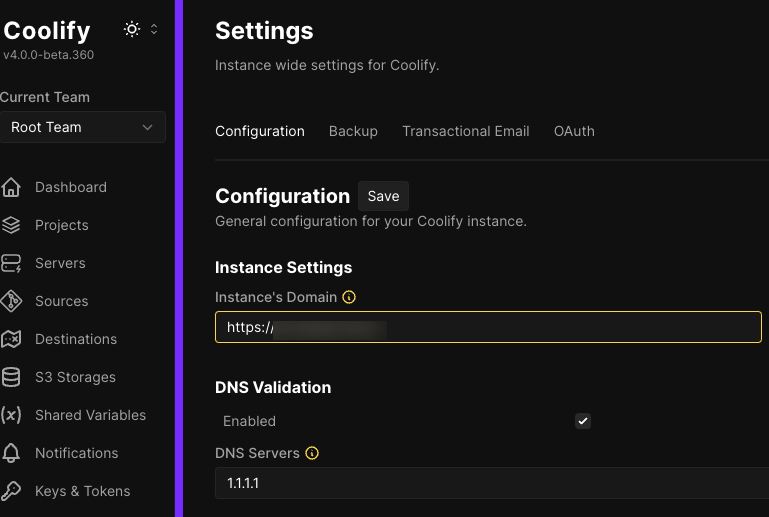 Coolify
v4.0.0-beta.360
Current Team
Root Team
Dashboard
Projects
Servers
Sources
Destinations
S3 Storages
Shared Variables
Notifications
Keys & Tokens
Settings
Instance wide settings for Coolify.
Configuration Backup Transactional Email OAuth
Configuration Save
General configuration for your Coolify instance.
Instance Settings
Instance's Domain
https://
DNS Validation
Enabled
DNS Servers
1.1.1.1